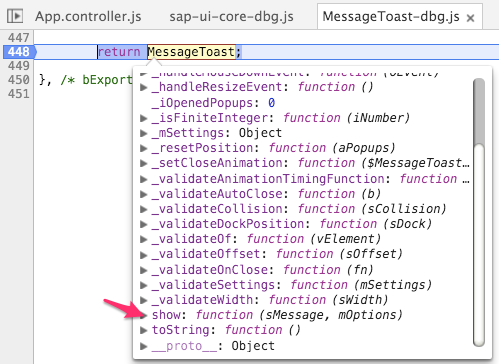 App.controller.js sap-ui-core-dbg.js MessageToast-dbg.js ×
447
448 return MessageToast;
449
450 }, /* bExport
451
_handleMouseDownEvent: function (oEvent)
_handleResizeEvent: function ()
_iOpenedPopups: 0
_isFiniteInteger: function (iNumber)
_mSettings: Object
_resetPosition: function (aPopups)
_setCloseAnimation: function ($MessageToast…
_validateAnimationTimingFunction: function …
_validateAutoClose: function (b)
_validateCollision: function (sCollision)
_validateDockPosition: function (sDock)
_validateOf: function (vElement)
_validateOffset: function (sOffset)
_validateOnClose: function (fn)
_validateSettings: function (mSettings)
_validateWidth: function (sWidth)
show: function (sMessage, mOptions)
toString: function ()
__proto__: Object